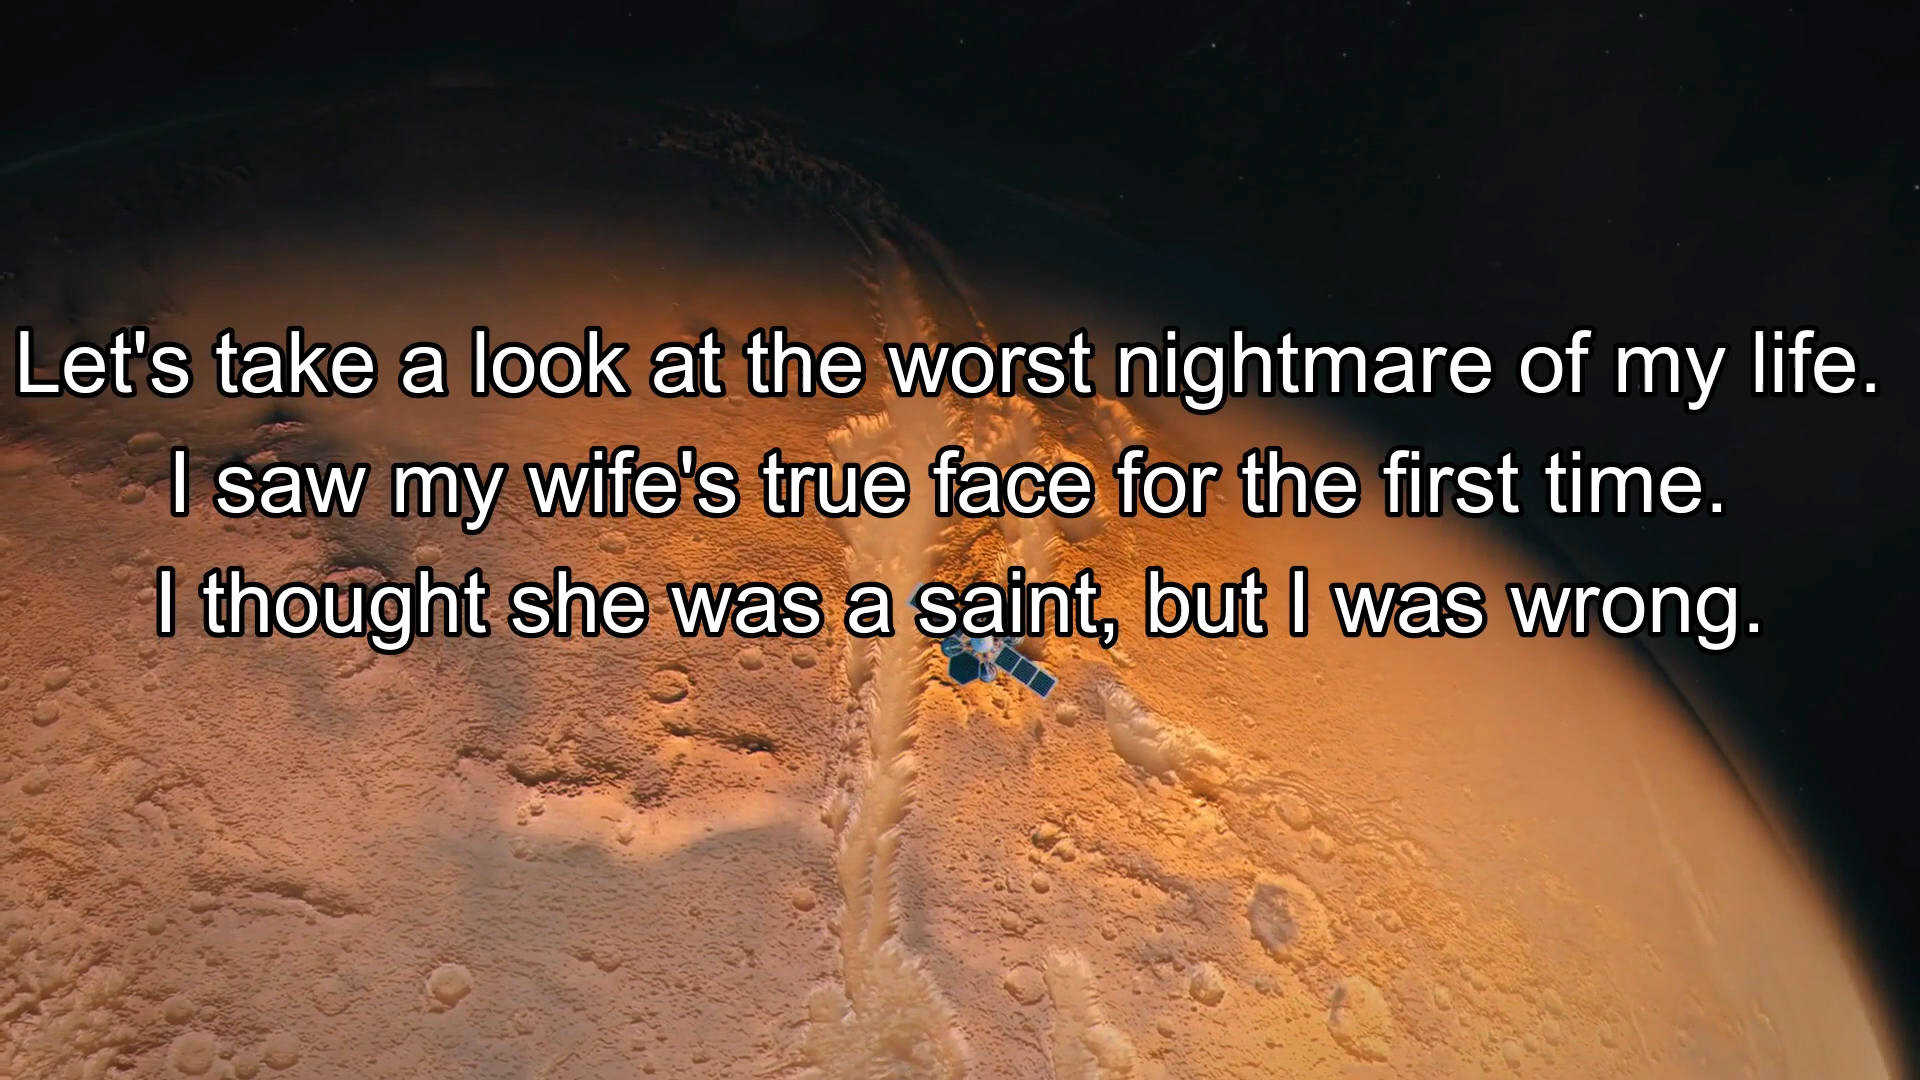 Let's take a look at the worst nightmare of my life.
I saw my wife's true face for the first time.
I thought she was a saint, but I was wrong.